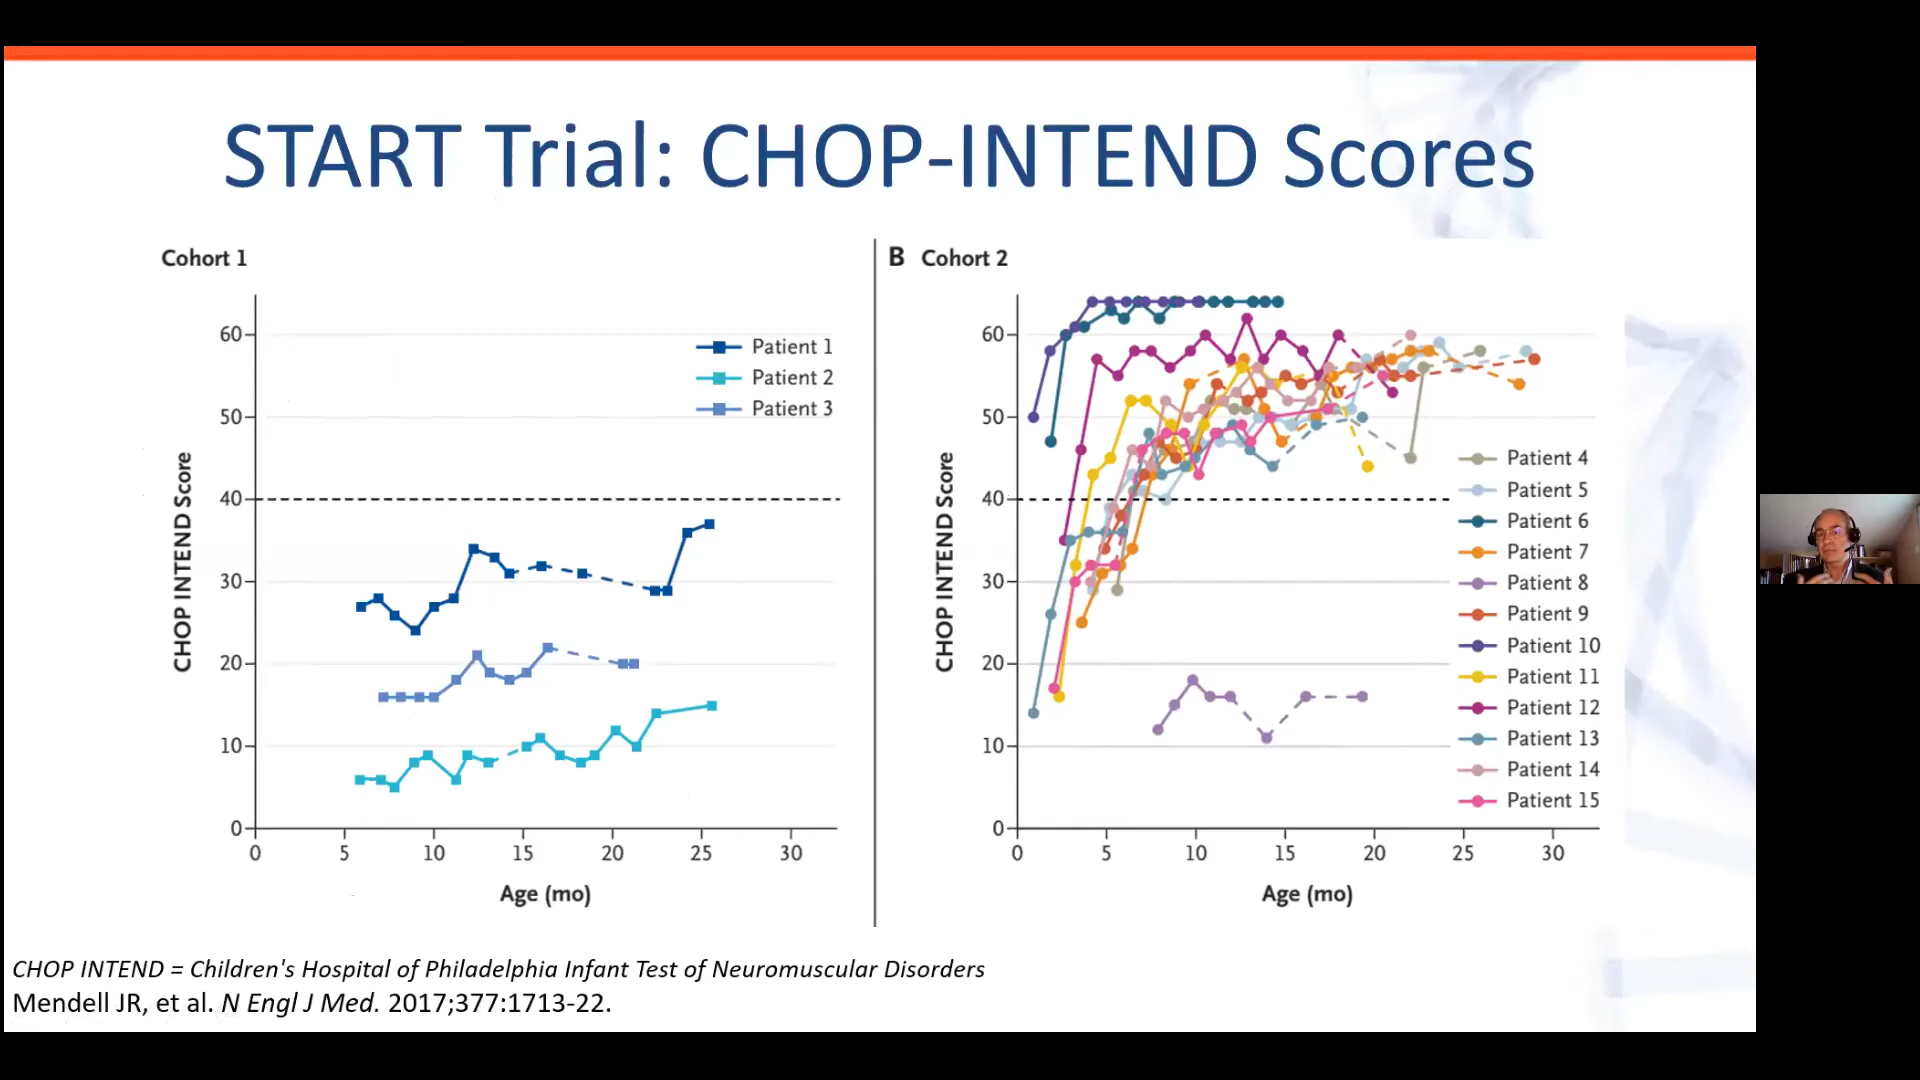 START Trial: CHOP-INTEND Scores
Cohort 1
CHOP INTEND Score
60
50
40
30
20
10
0
0 5 10 15 20 25 30
Age (mo)
Patient 1
Patient 2
Patient 3
B Cohort 2
CHOP INTEND Score
60
50
40
30
20
10
0
0 5 10 15 20 25 30
Age (mo)
Patient 4
Patient 5
Patient 6
Patient 7
Patient 8
Patient 9
Patient 10
Patient 11
Patient 12
Patient 13
Patient 14
Patient 15
CHOP INTEND = Children's Hospital of Philadelphia Infant Test of Neuromuscular Disorders
Mendell JR, et al. N Engl J Med. 2017;377:1713-22.